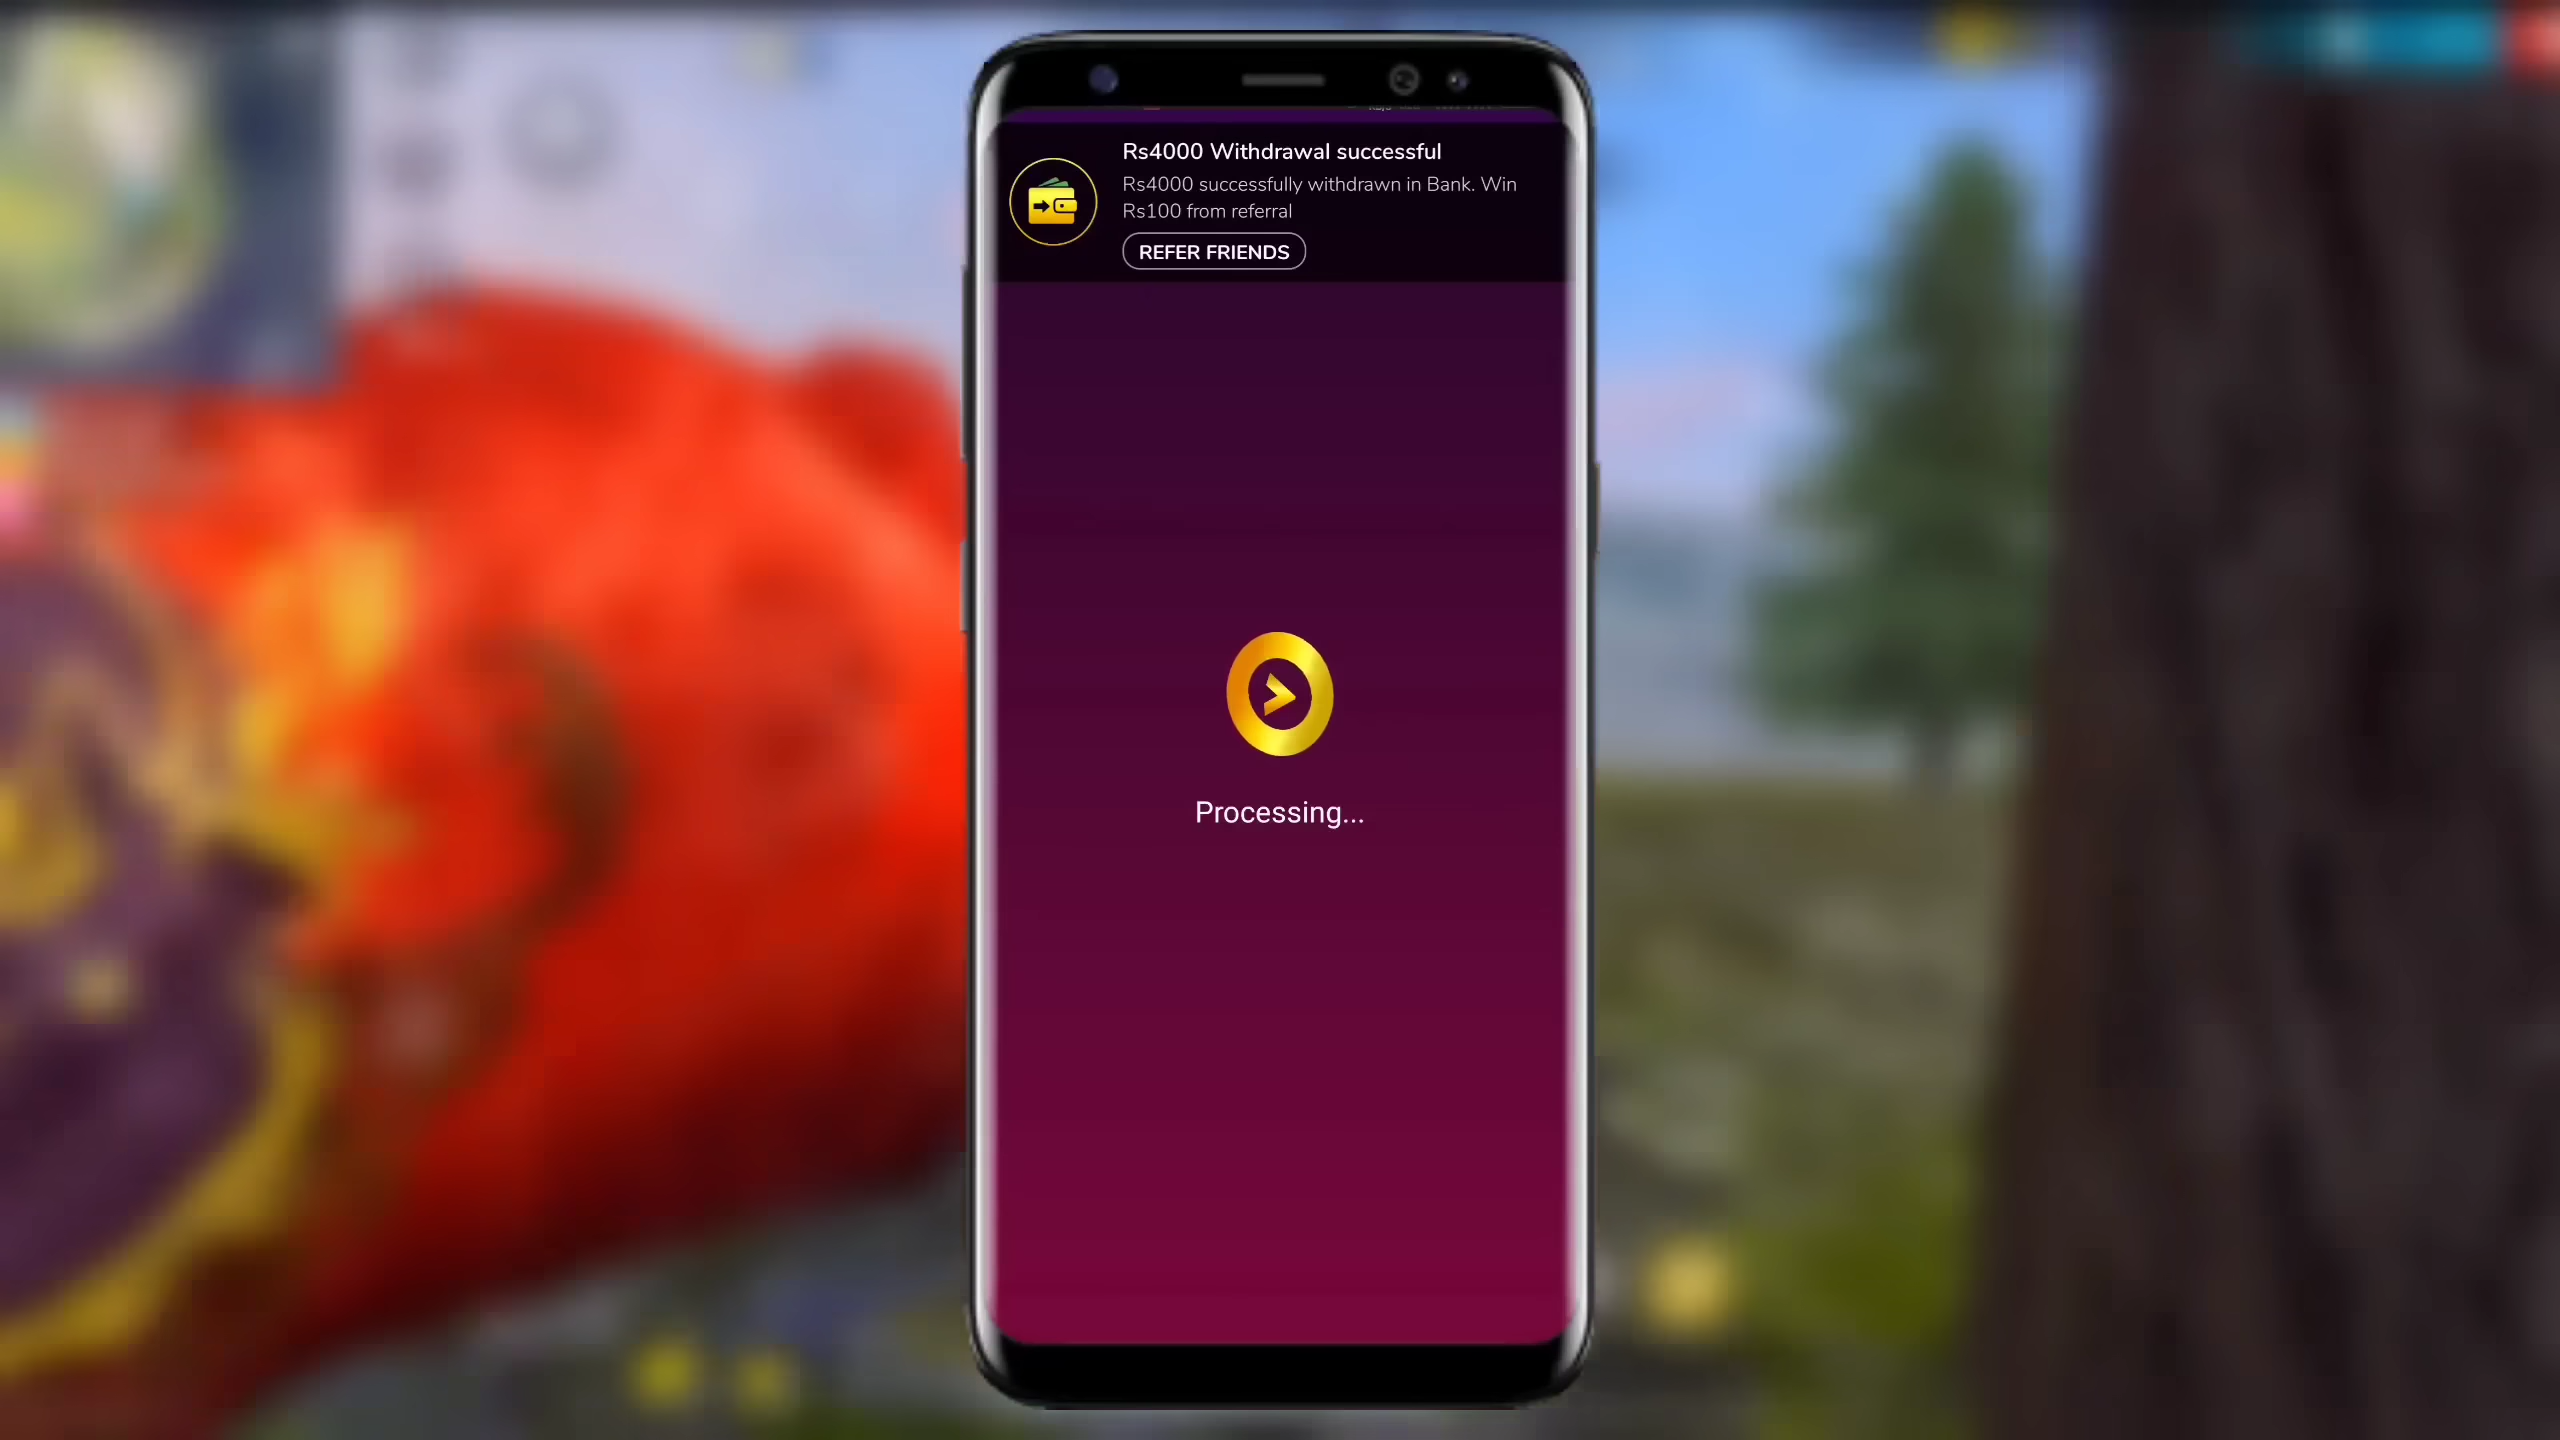 Rs4000 Withdrawal successful
Rs4000 successfully withdrawn in Bank. Win
Rs100 from referral
REFER FRIENDS
Processing...